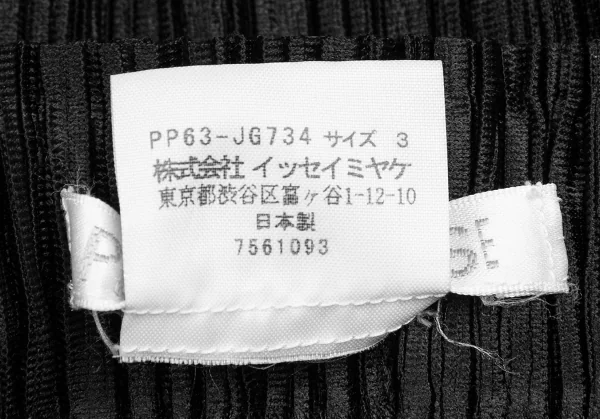 PP63-JG734 サイズ 3
株式会社 イッセイミヤケ
東京都渋谷区富ヶ谷1-12-10
日本製
7561093
P
SE